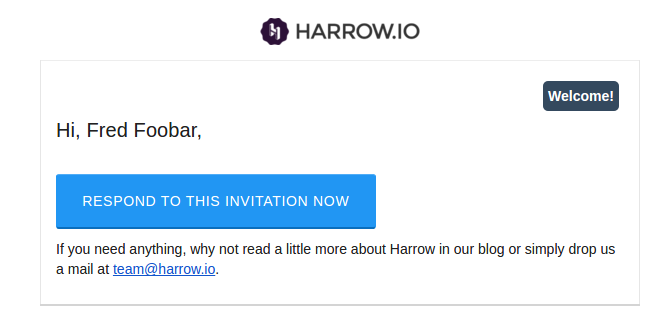 HARROW.IO
Welcome!
Hi, Fred Foobar,
RESPOND TO THIS INVITATION NOW
If you need anything, why not read a little more about Harrow in our blog or simply drop us
a mail at team@harrow.io.